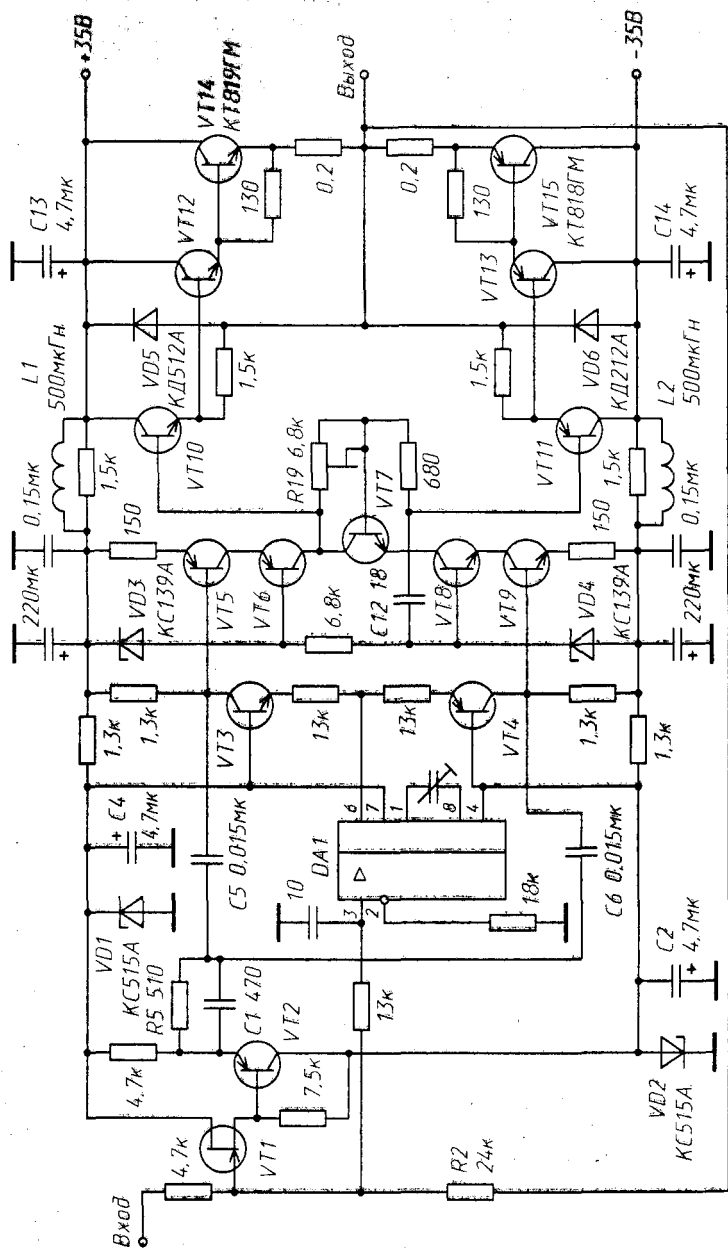 Вход
4,7к
VT1
4,7к
R5 510
C1 470
VT2
7,5к
R2
24к
VD1
КС515А
C4
4,7мк
VD2
КС515А
C2
4,7мк
13к
10
3
2
DA1
6
7
1
8
4
18к
C5 0,015мк
C6 0,015мк
1,3к
1,3к
VT3
13к
13к
VT4
1,3к
1,3к
220мк
0,15мк
VD3
КС139А
150
VT5
VT6
6,8к
C12 18
VT7
VT8
VT9
VD4
КС139А
150
220мк
0,15мк
L1
500мкГн
1,5к
VT10
R19 6,8к
680
VT11
1,5к
L2
500мкГн
VD5
КД512А
1,5к
1,5к
VD6
КД212А
C13
4,7мк
VT12
130
130
VT13
C14
4,7мк
VT14
КТ819ГМ
0,2
0,2
VT15
КТ818ГМ
+35В
Выход
-35В